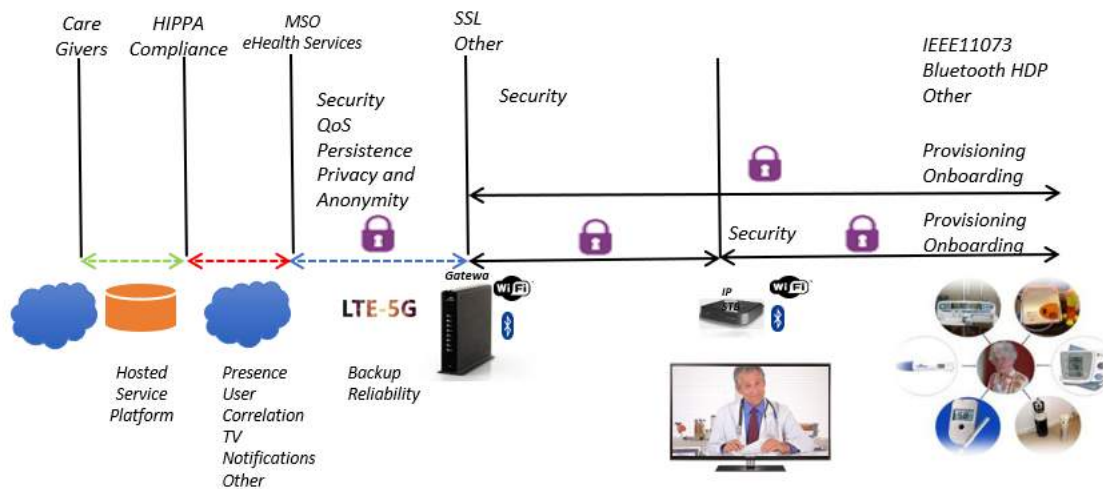 Care
Givers
HIPPA
Compliance
MSO
eHealth Services
SSL
Other
IEEE11073
Bluetooth HDP
Other
Security
QoS
Persistence
Privacy and
Anonymity
Security
Provisioning
Onboarding
Security
Provisioning
Onboarding
Gatewa
WiFi
LTE-5G
IP
STB
WiFi
Hosted
Service
Platform
Presence
User
Correlation
TV
Notifications
Other
Backup
Reliability